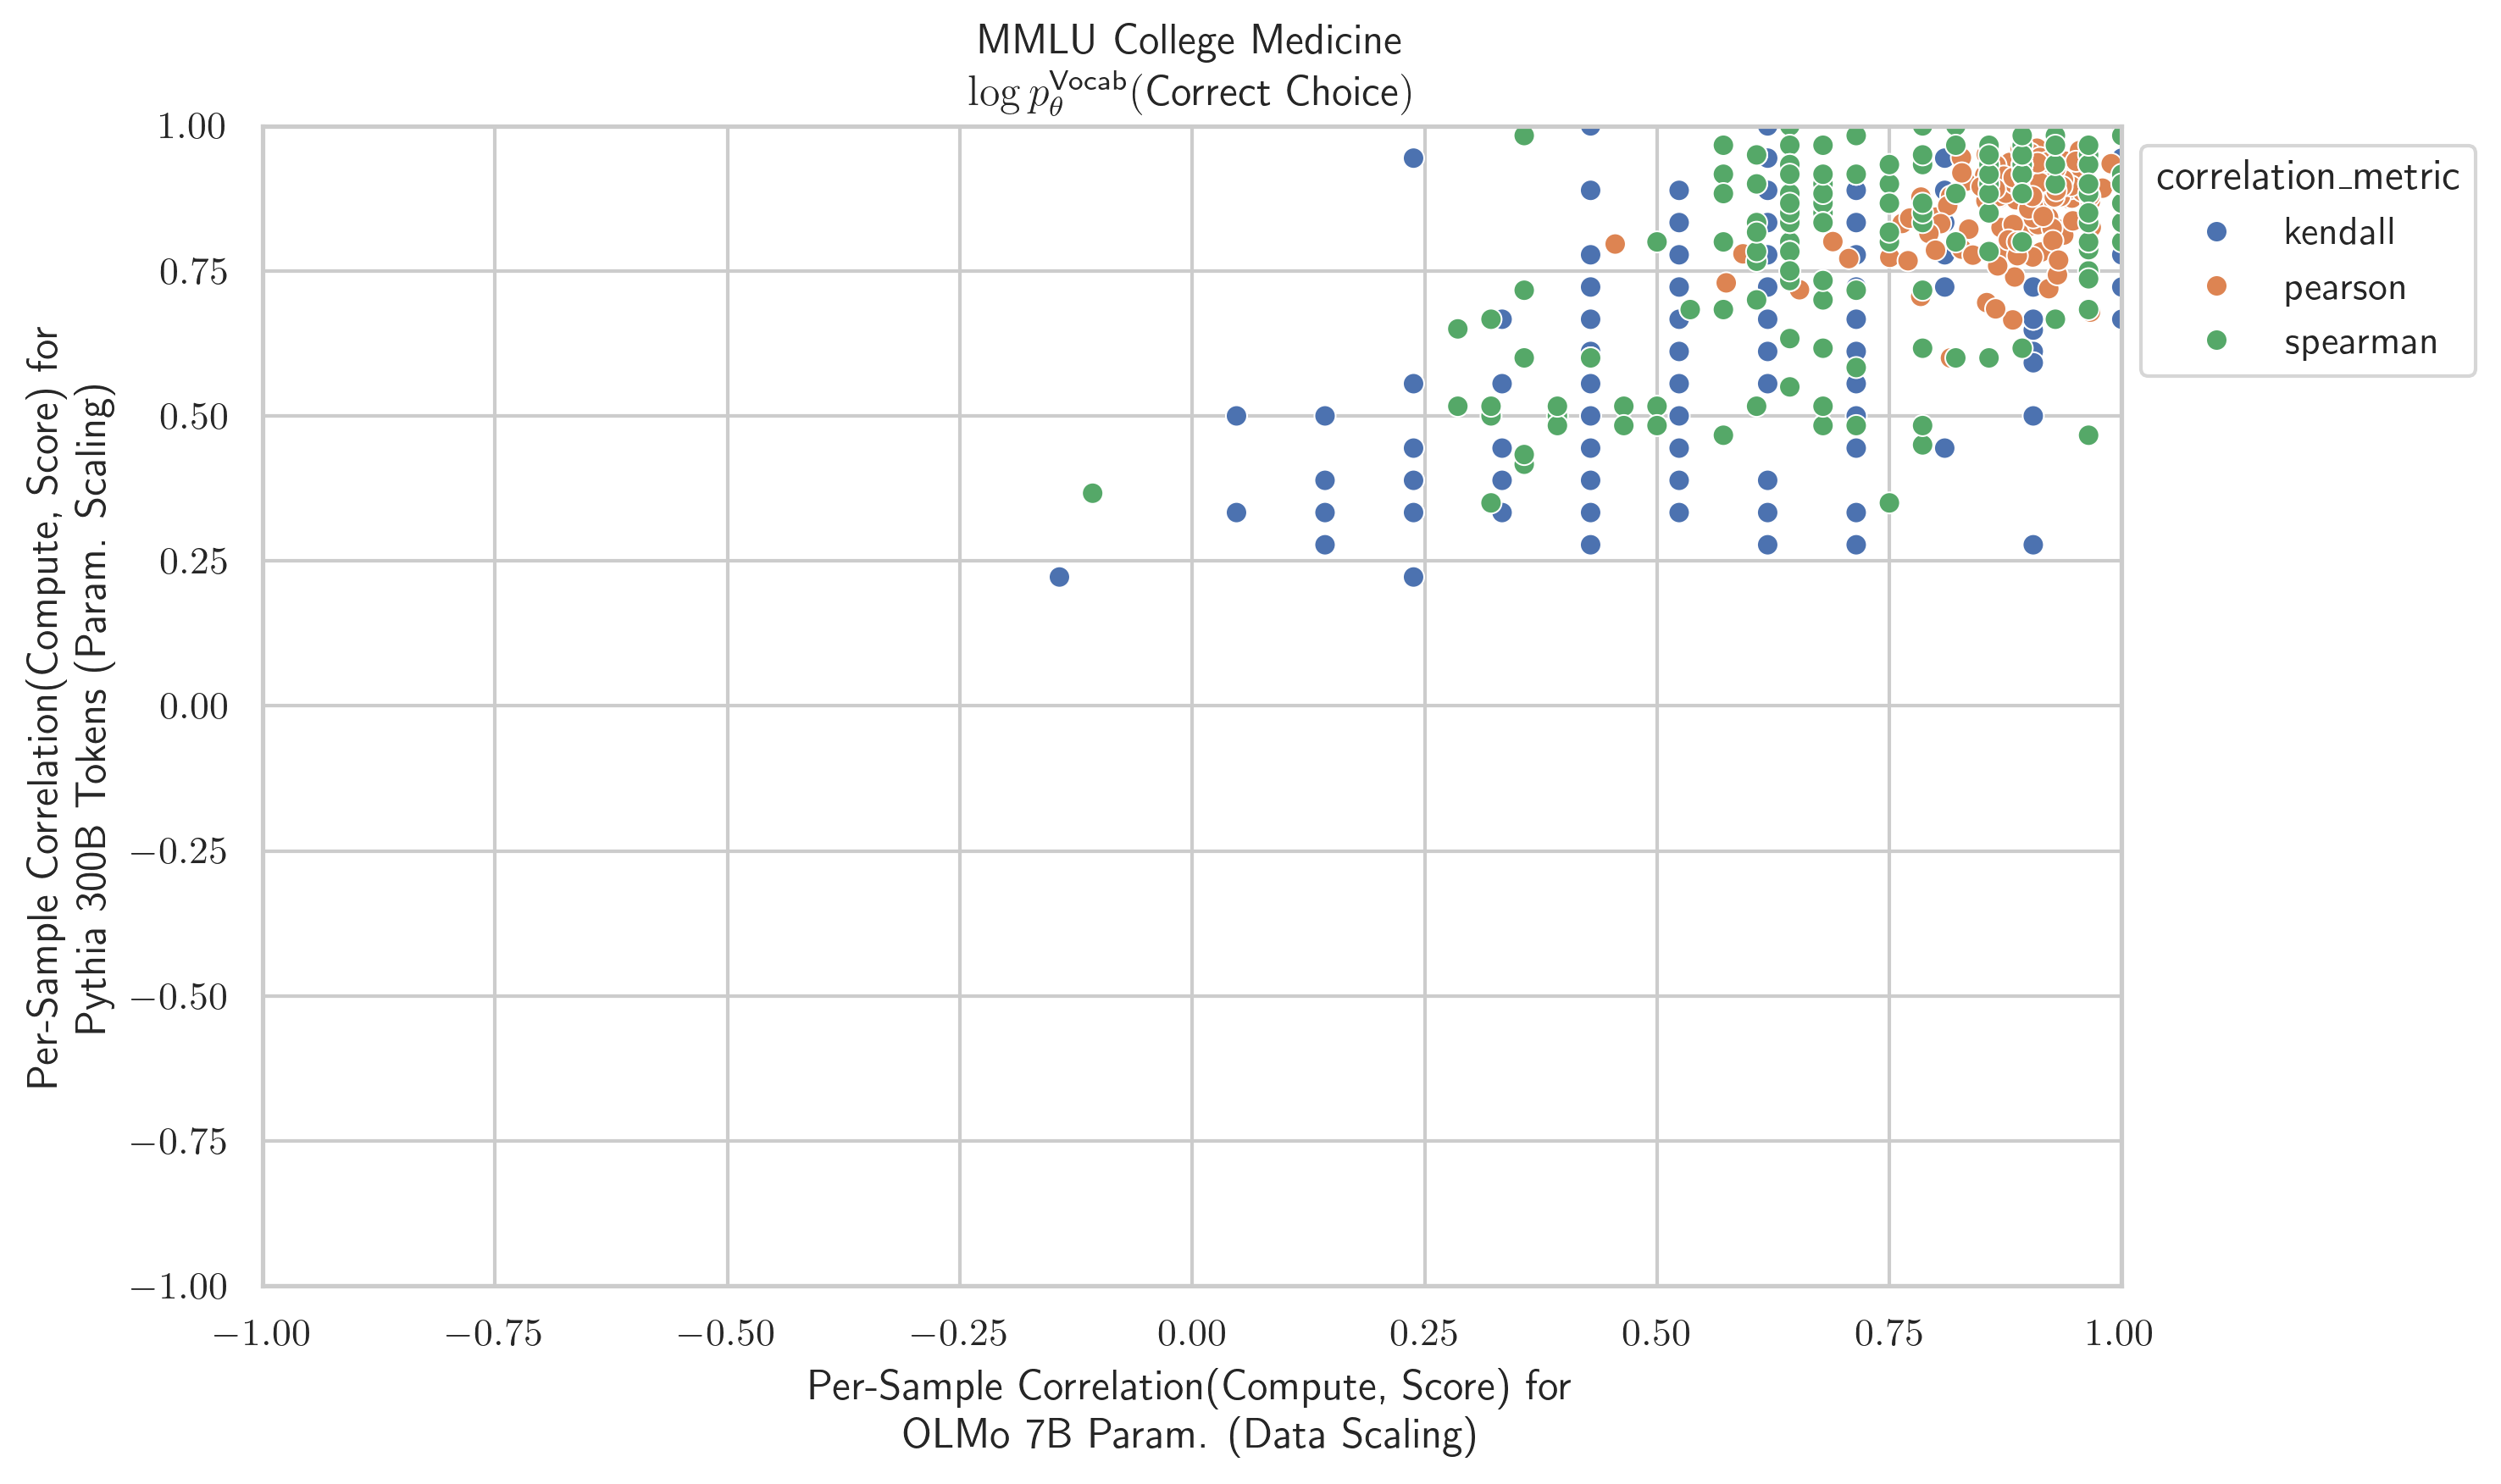 MMLU College Medicine
log p_θ^Vocab(Correct Choice)
1.00
0.75
0.50
0.25
0.00
−0.25
−0.50
−0.75
−1.00
Per-Sample Correlation(Compute, Score) for
Pythia 300B Tokens (Param. Scaling)
−1.00
−0.75
−0.50
−0.25
0.00
0.25
0.50
0.75
1.00
Per-Sample Correlation(Compute, Score) for
OLMo 7B Param. (Data Scaling)
correlation_metric
kendall
pearson
spearman